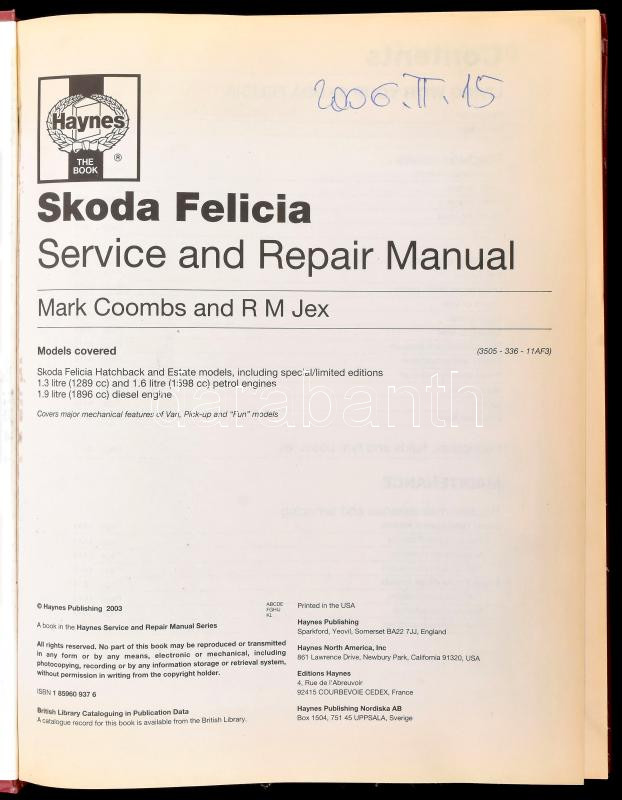 2006.II.15
Haynes
THE
BOOK
®
Skoda Felicia
Service and Repair Manual
Mark Coombs and R M Jex
Models covered
(3505 - 336 - 11AF3)
Skoda Felicia Hatchback and Estate models, including special/limited editions
1.3 litre (1289 cc) and 1.6 litre (1598 cc) petrol engines
1.9 litre (1896 cc) diesel engine
Covers major mechanical features of Van, Pick-up and "Fun" models
darabanth
© Haynes Publishing 2003
A book in the Haynes Service and Repair Manual Series
All rights reserved. No part of this book may be reproduced or transmitted
in any form or by any means, electronic or mechanical, including
photocopying, recording or by any information storage or retrieval system,
without permission in writing from the copyright holder.
ISBN 1 85960 937 6
British Library Cataloguing in Publication Data
A catalogue record for this book is available from the British Library.
ABCDE
FGHIJ
KL
Printed in the USA
Haynes Publishing
Sparkford, Yeovil, Somerset BA22 7JJ, England
Haynes North America, Inc
861 Lawrence Drive, Newbury Park, California 91320, USA
Editions Haynes
4, Rue de l'Abreuvoir
92415 COURBEVOIE CEDEX, France
Haynes Publishing Nordiska AB
Box 1504, 751 45 UPPSALA, Sverige